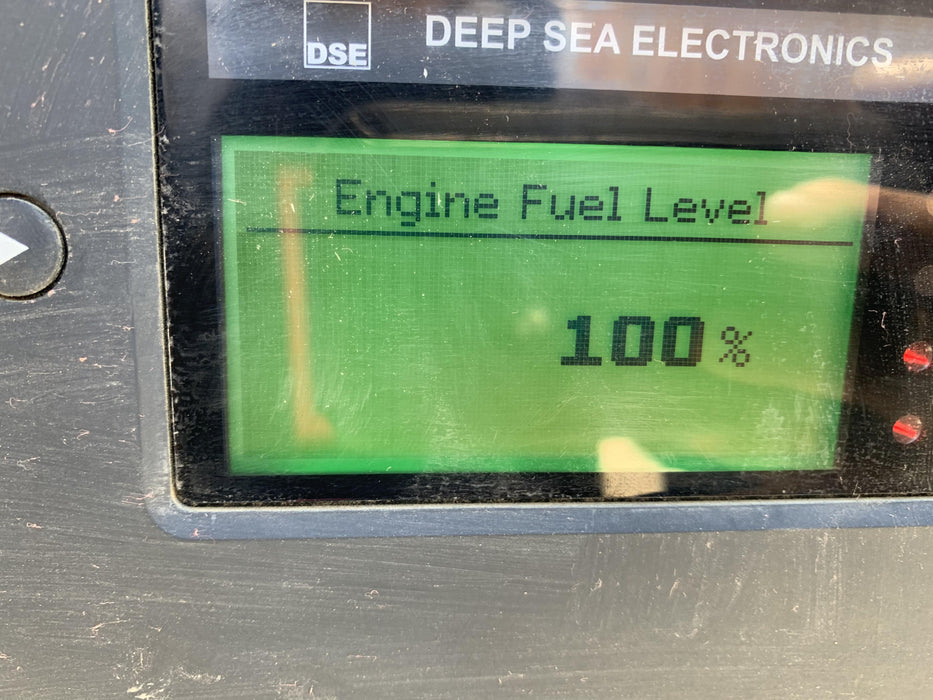 DSE
DEEP SEA ELECTRONICS
Engine Fuel Level
100 %